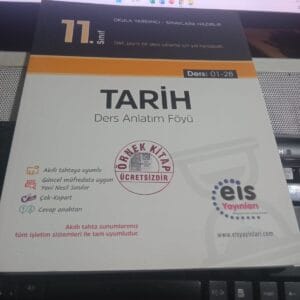 OKULA YARDIMCI - SINAVLARA HAZIRLIK
11. Sınıf
Ders: 01-28
TARİH
Ders Anlatım Föyü
ÖRNEK KİTAP
ÜCRETSİZDİR
Akıllı tahtaya uyumlu
Güncel müfredata uygun
Yeni Nesil Sorular
Çek-Kopart
Cevap anahtarı
eis
Yayınları
Akıllı tahta sunumlarımız
tüm işletim sistemleri ile tam uyumludur.
www.eisyayinlari.com